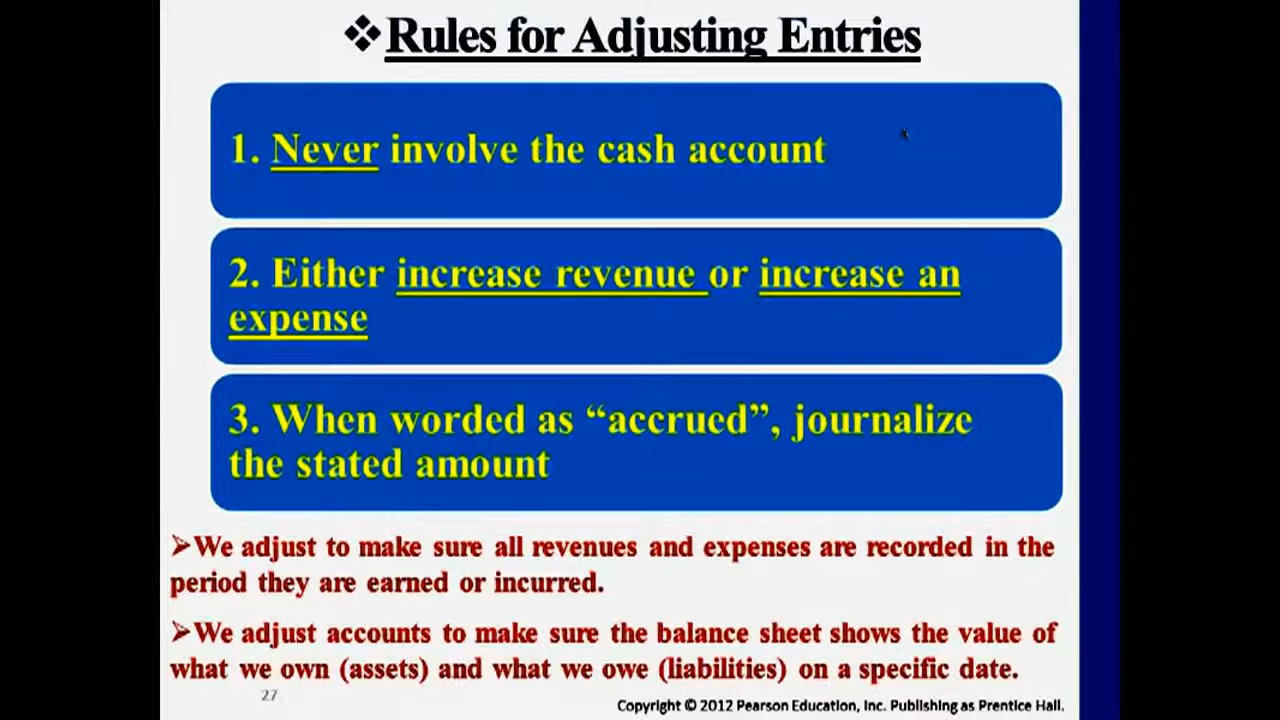 ❖Rules for Adjusting Entries
1. Never involve the cash account
2. Either increase revenue or increase an
expense
3. When worded as “accrued”, journalize
the stated amount
➢We adjust to make sure all revenues and expenses are recorded in the
period they are earned or incurred.
➢We adjust accounts to make sure the balance sheet shows the value of
what we own (assets) and what we owe (liabilities) on a specific date.
27
Copyright © 2012 Pearson Education, Inc. Publishing as Prentice Hall.